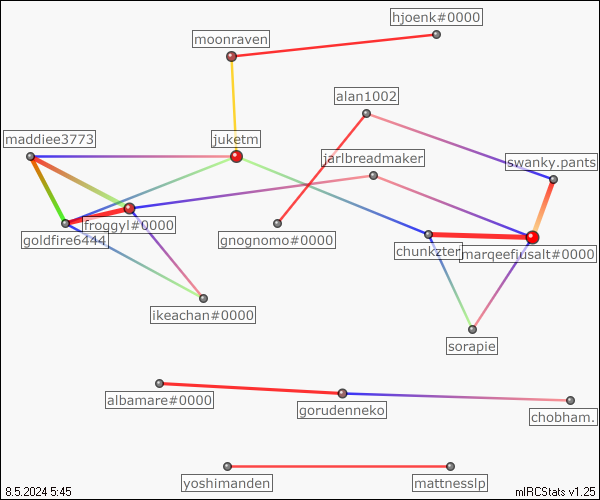 hjoenk#0000
moonraven
alan1002
maddiee3773
juketm
jarlbreadmaker
swanky.pants
froggyl#0000
goldfire6444
gnognomo#0000
chunkzter
marqeefiusalt#0000
ikeachan#0000
sorapie
albamare#0000
gorudenneko
chobham.
yoshimanden
mattnesslp
8.5.2024 5:45
mIRCStats v1.25